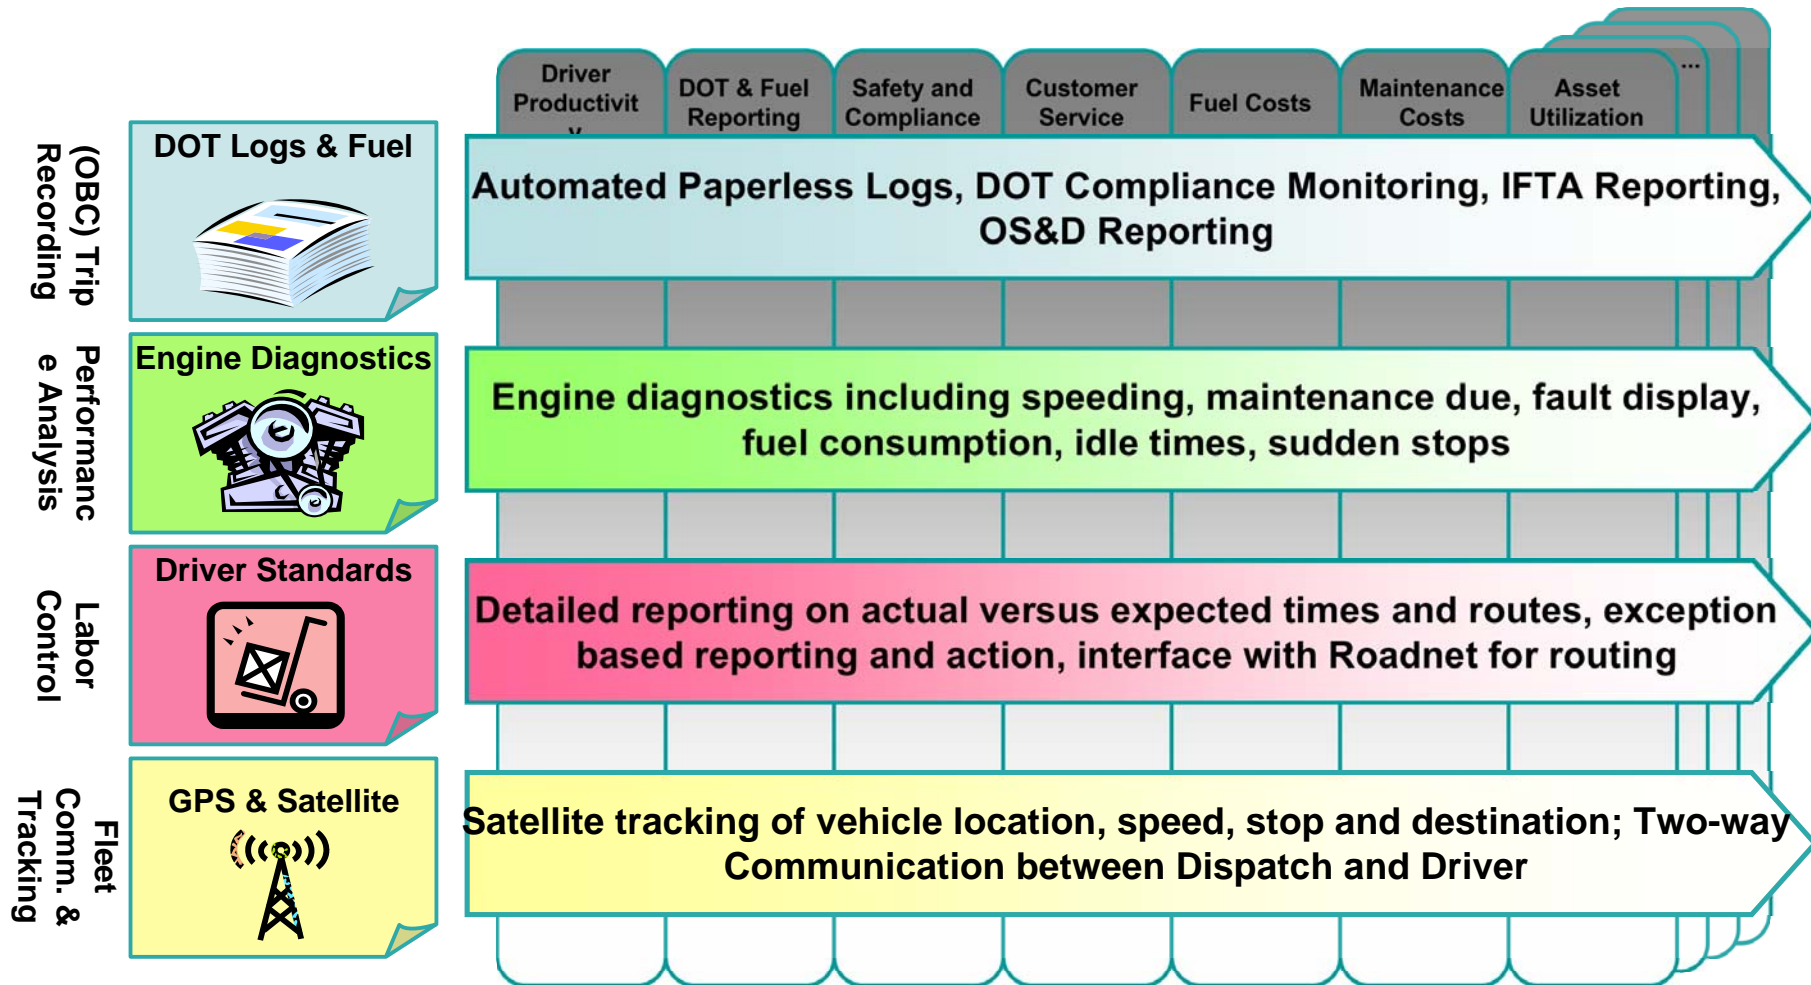 Driver
Productivit
y
DOT & Fuel
Reporting
Safety and
Compliance
Customer
Service
Fuel Costs
Maintenance
Costs
Asset
Utilization
...
(OBC) Trip
Recording
DOT Logs & Fuel
Automated Paperless Logs, DOT Compliance Monitoring, IFTA Reporting,
OS&D Reporting
Performanc
e Analysis
Engine Diagnostics
Engine diagnostics including speeding, maintenance due, fault display,
fuel consumption, idle times, sudden stops
Labor
Control
Driver Standards
Detailed reporting on actual versus expected times and routes, exception
based reporting and action, interface with Roadnet for routing
Fleet
Comm. &
Tracking
GPS & Satellite
Satellite tracking of vehicle location, speed, stop and destination; Two-way
Communication between Dispatch and Driver